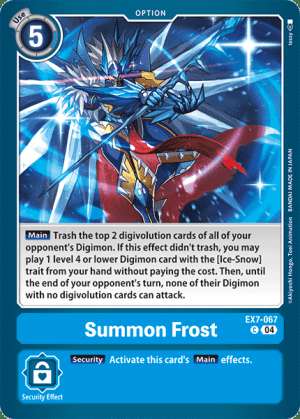 OPTION
Use
5
Main Trash the top 2 digivolution cards of all of your
opponent's Digimon. If this effect didn't trash, you may
play 1 level 4 or lower Digimon card with the [Ice-Snow]
trait from your hand without paying the cost. Then, until
the end of your opponent's turn, none of their Digimon
with no digivolution cards can attack.
©Akiyoshi Hongo, Toei Animation BANDAI MADE IN JAPAN
EX7-067
Summon Frost
C 04
Security Activate this card's Main effects.
Security Effect